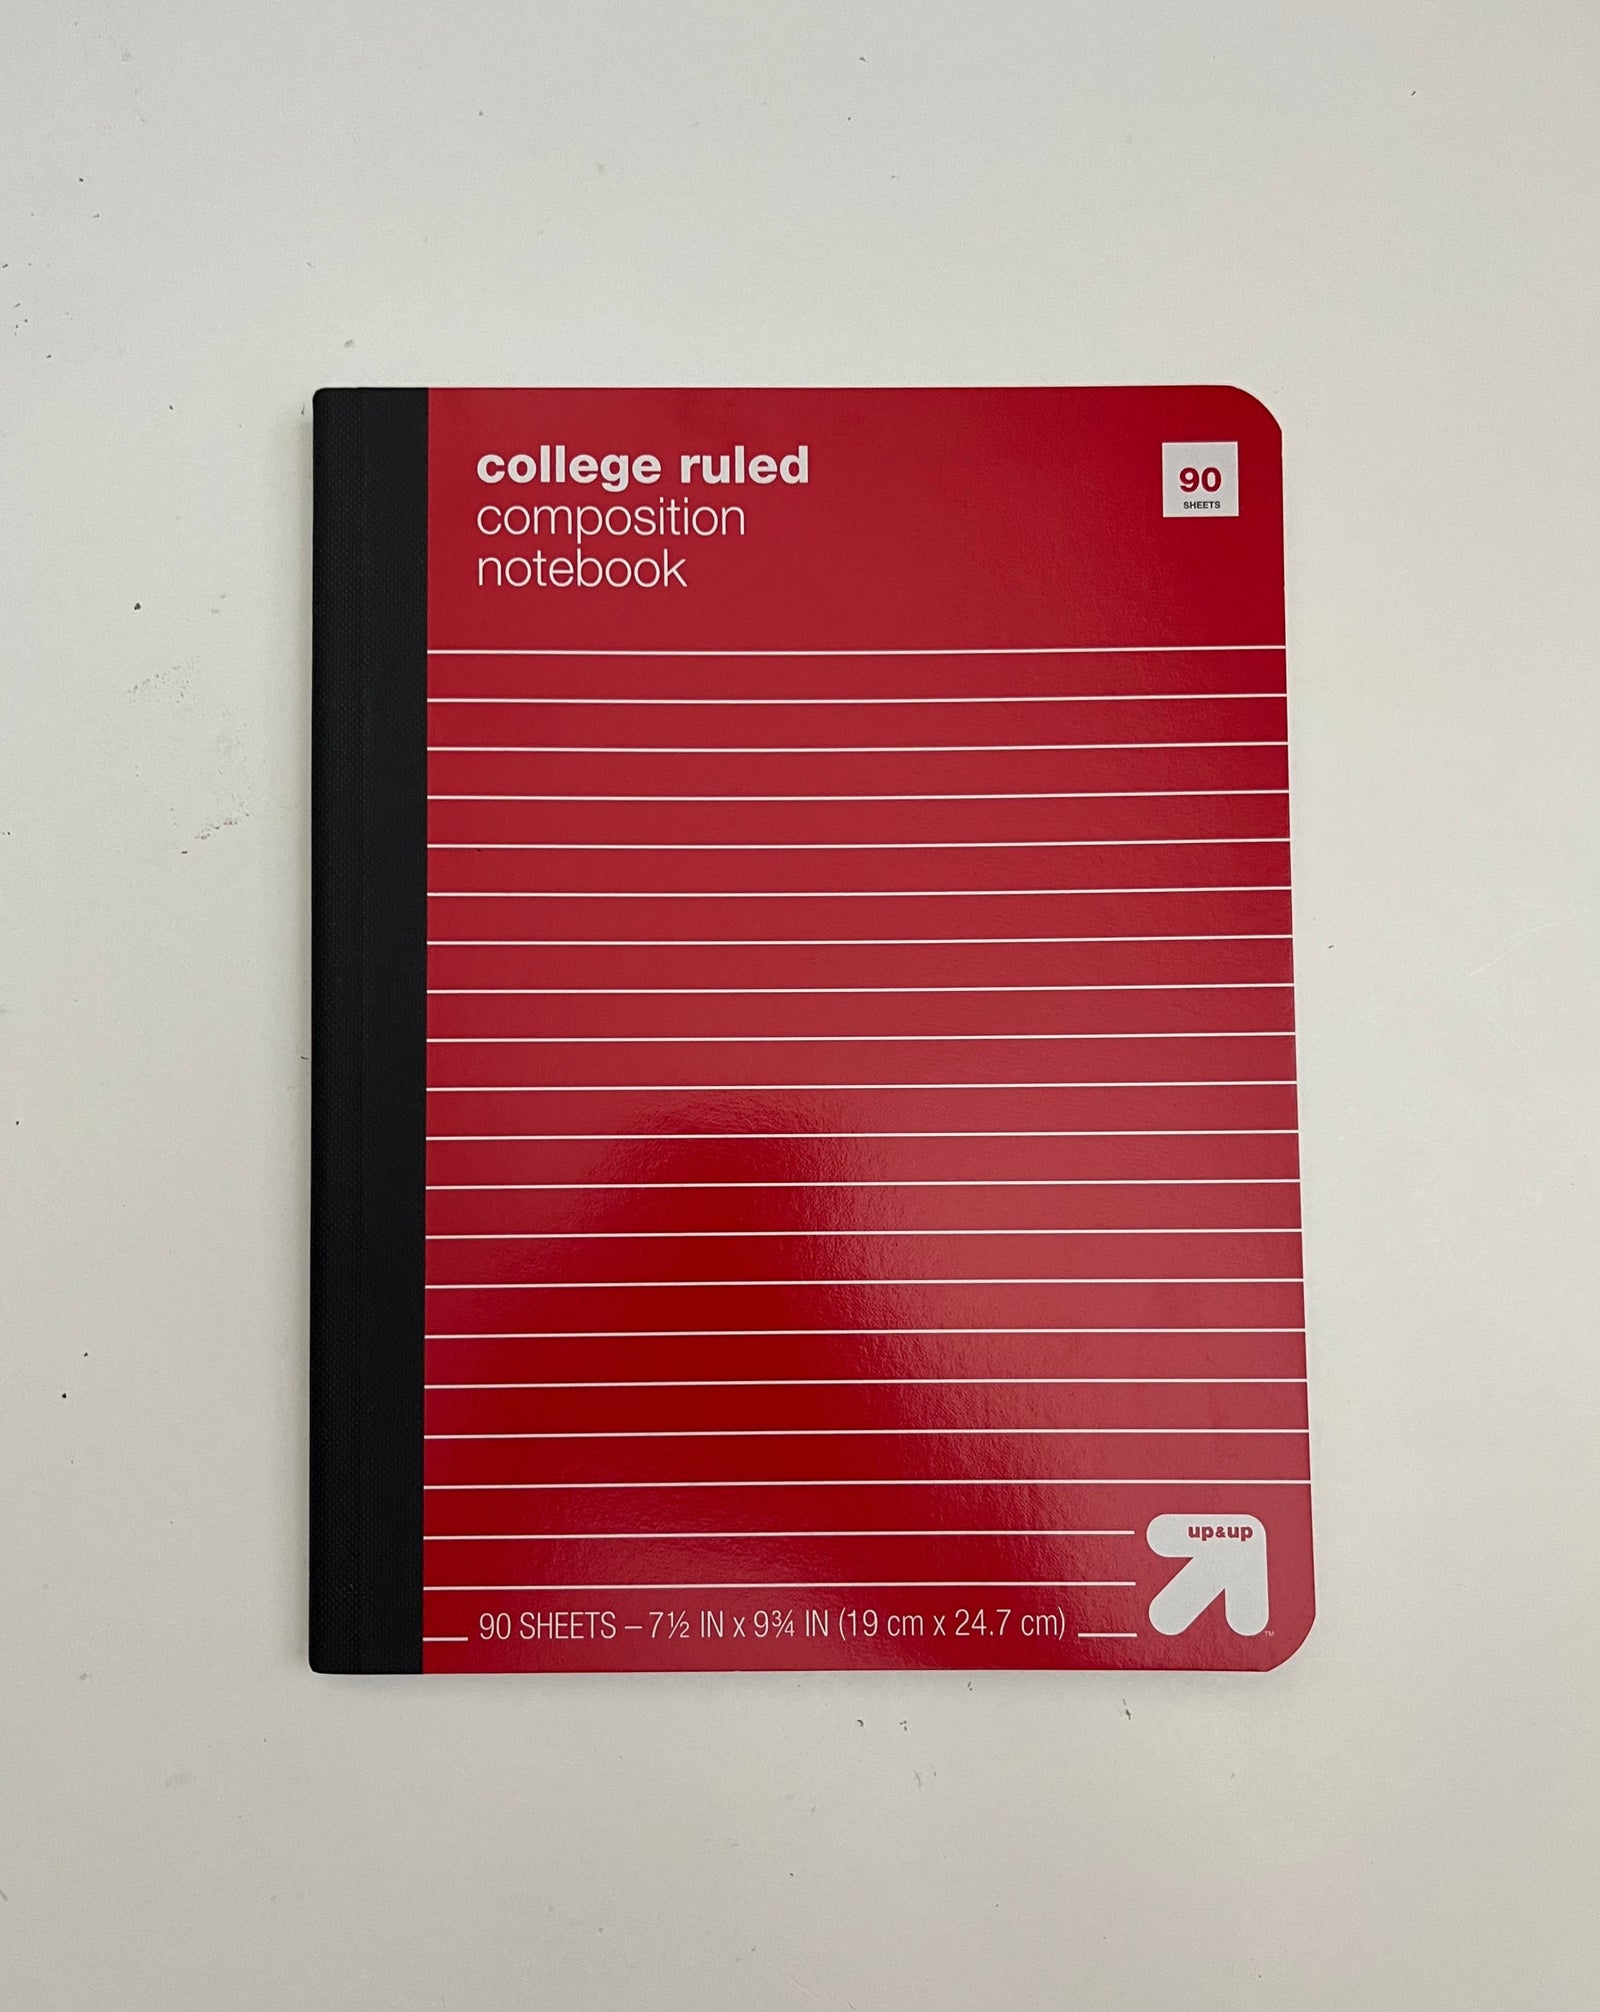 college ruled
composition
notebook
90
SHEETS
up&up
90 SHEETS – 7½ IN x 9¾ IN (19 cm x 24.7 cm)
TM